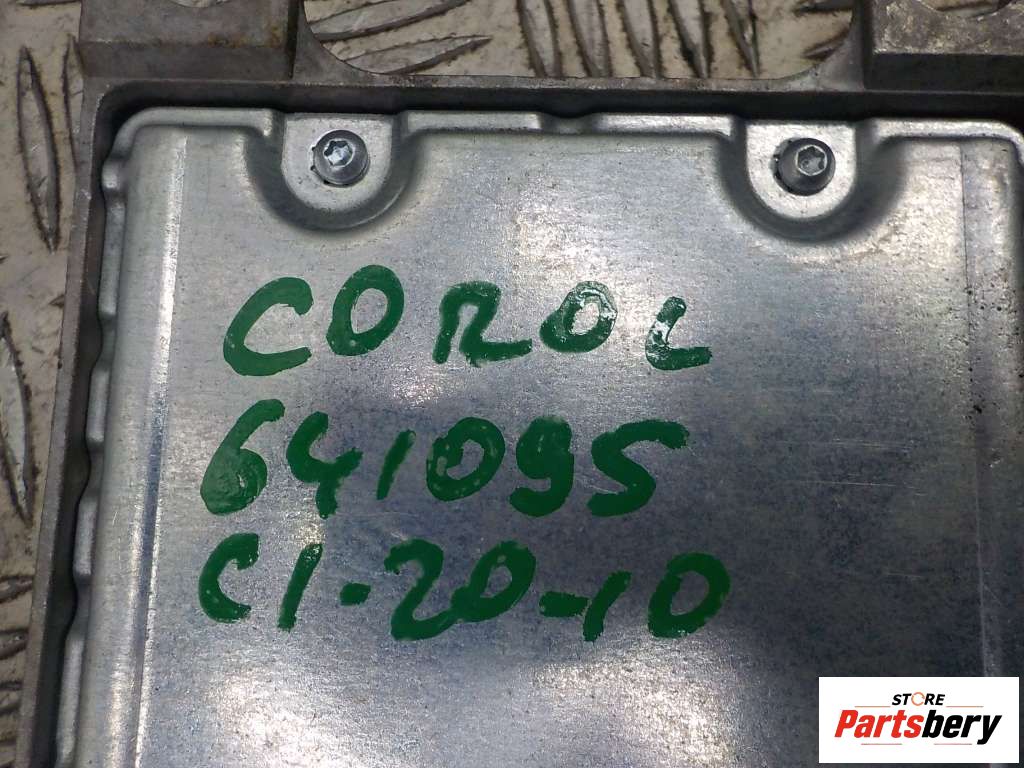 COROL
641095
C1-20-10
STORE
Partsbery